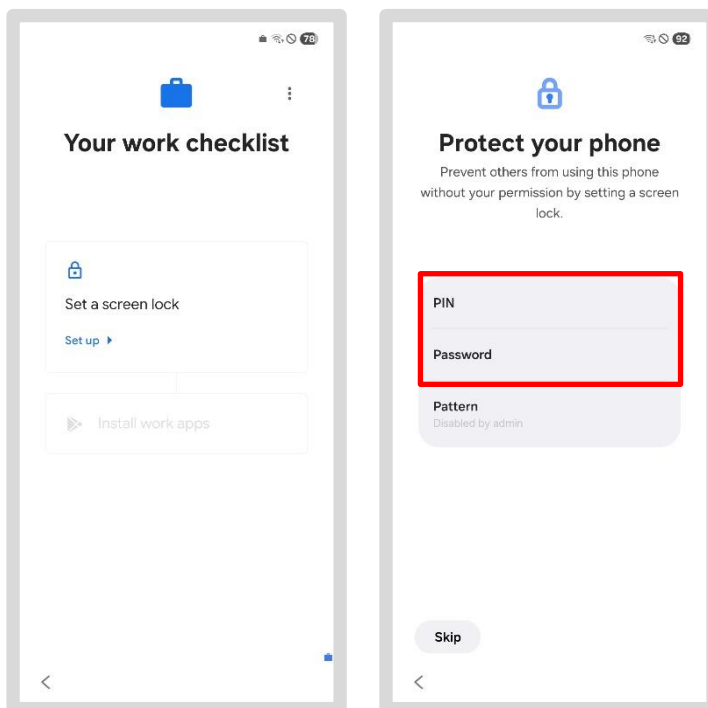 78
Your work checklist
Set a screen lock
Set up
Install work apps
92
Protect your phone
Prevent others from using this phone
without your permission by setting a screen
lock.
PIN
Password
Pattern
Disabled by admin
Skip